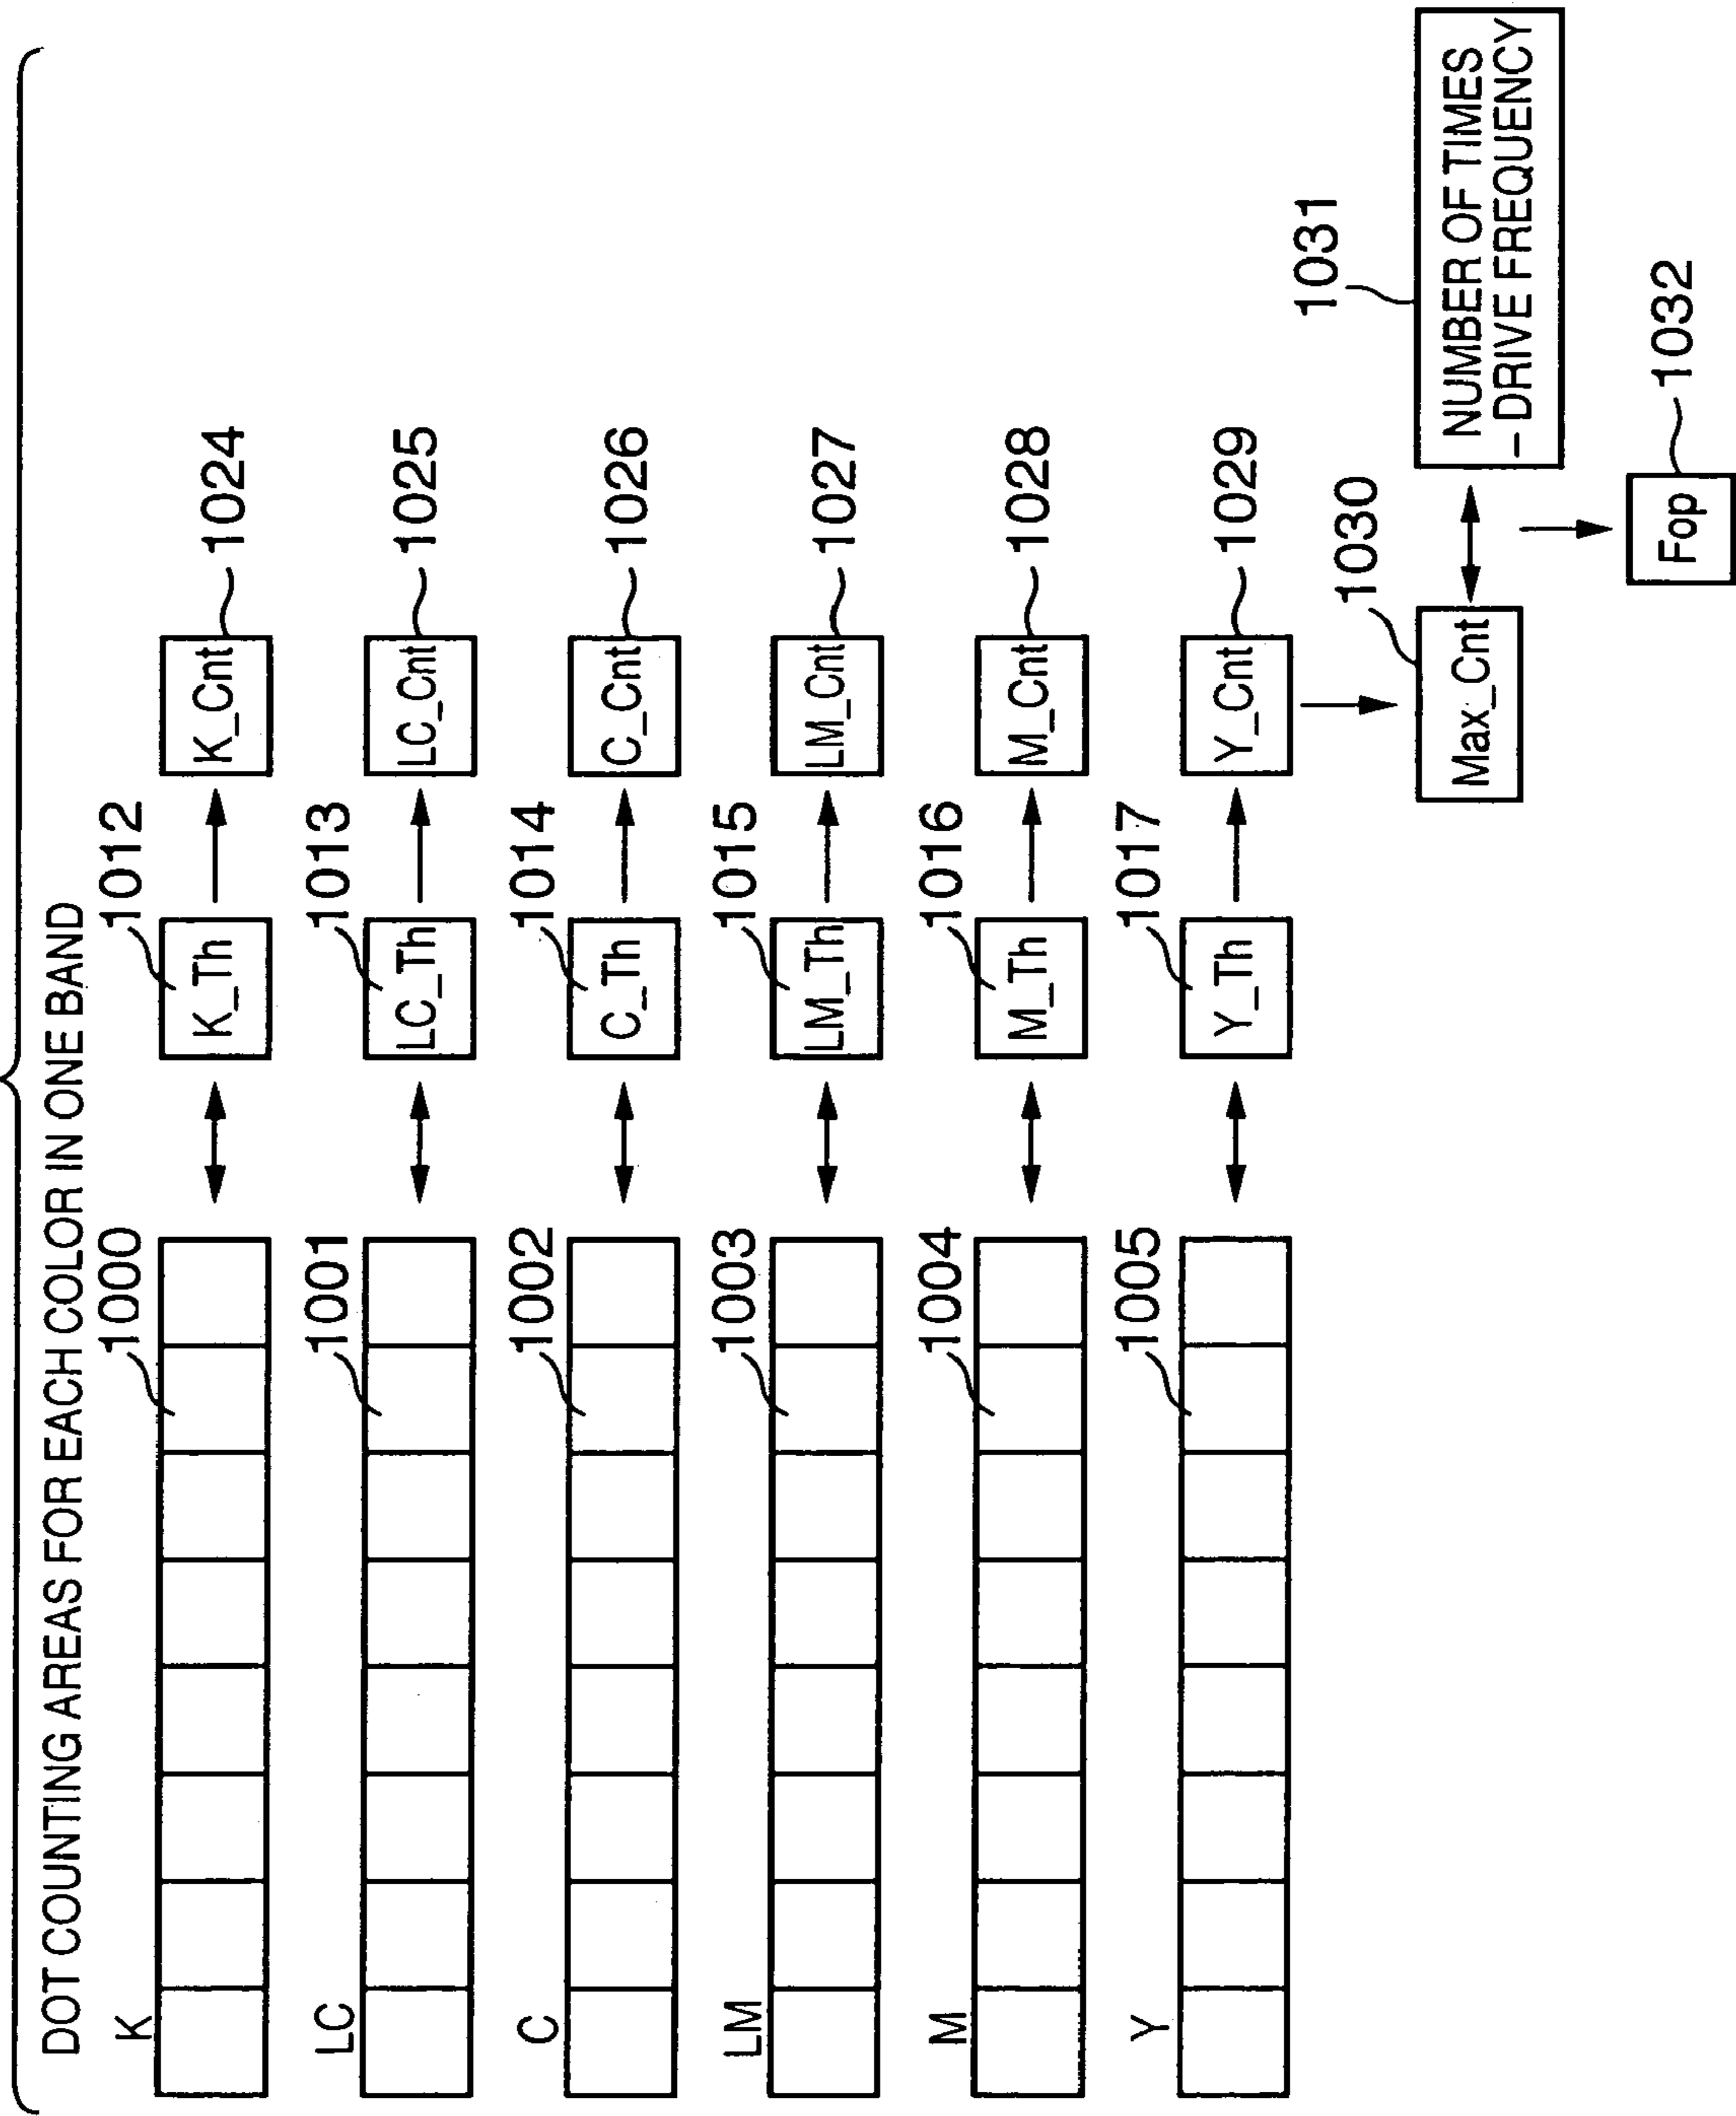 DOT COUNTING AREAS FOR EACH COLOR IN ONE BAND
K
1000
1012
K_Th
K_Cnt
1024
LC
1001
1013
LC_Th
LC_Cnt
1025
C
1002
1014
C_Th
C_Cnt
1026
LM
1003
1015
LM_Th
LM_Cnt
1027
M
1004
1016
M_Th
M_Cnt
1028
Y
1005
1017
Y_Th
Y_Cnt
1029
1030
Max_Cnt
1031
NUMBER OF TIMES
– DRIVE FREQUENCY
Fop
1032